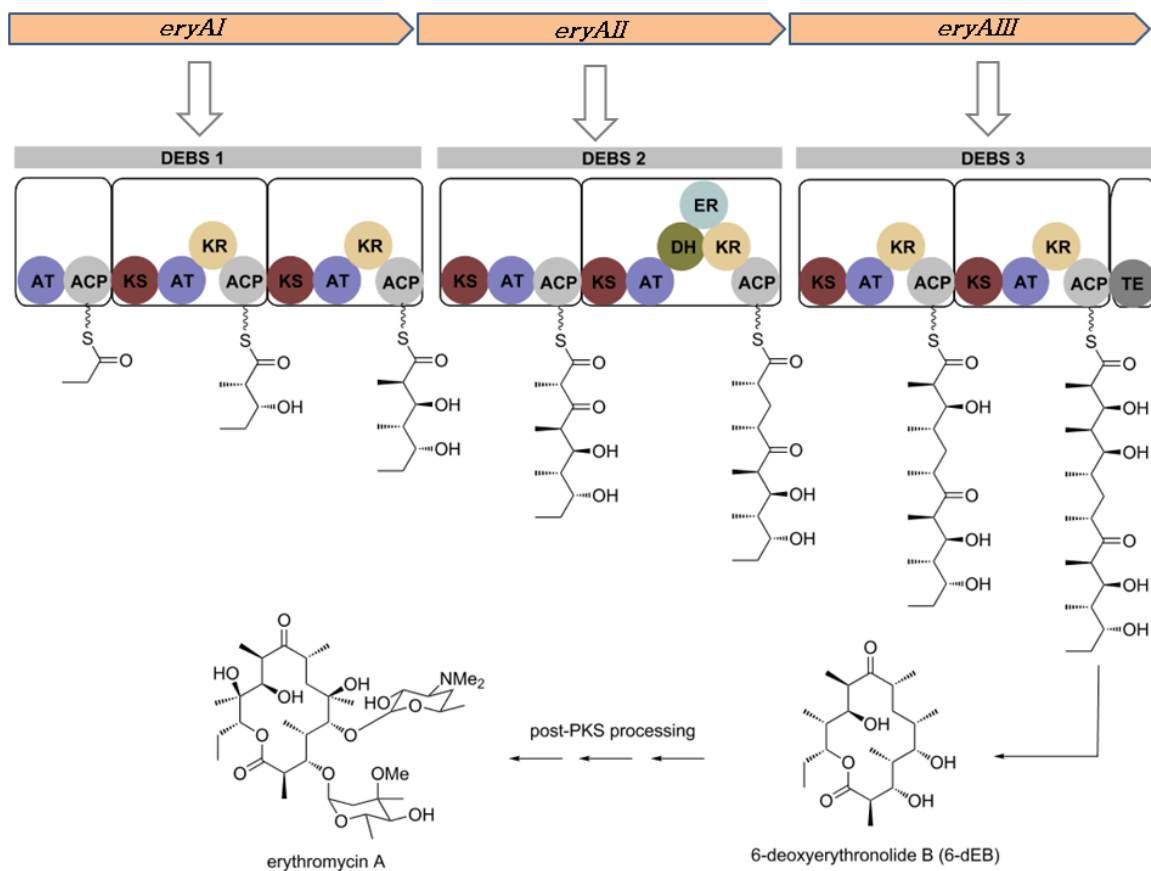 eryAI eryAII eryAIII
DEBS 1 DEBS 2 DEBS 3
ER
KR KR DH KR KR KR
AT ACP KS AT ACP KS AT ACP KS AT ACP KS AT ACP KS AT ACP KS AT ACP TE
S S S S S S S
O O O O O O O
OH OH O OH OH
OH O OH OH
OH OH
OH O
OH OH O
OH
OH OH
OH
O
HO OH NMe2
OH HO
O O
O
O O OMe
O OH
erythromycin A
post-PKS processing
O
OH
O OH
O OH
6-deoxyerythronolide B (6-dEB)